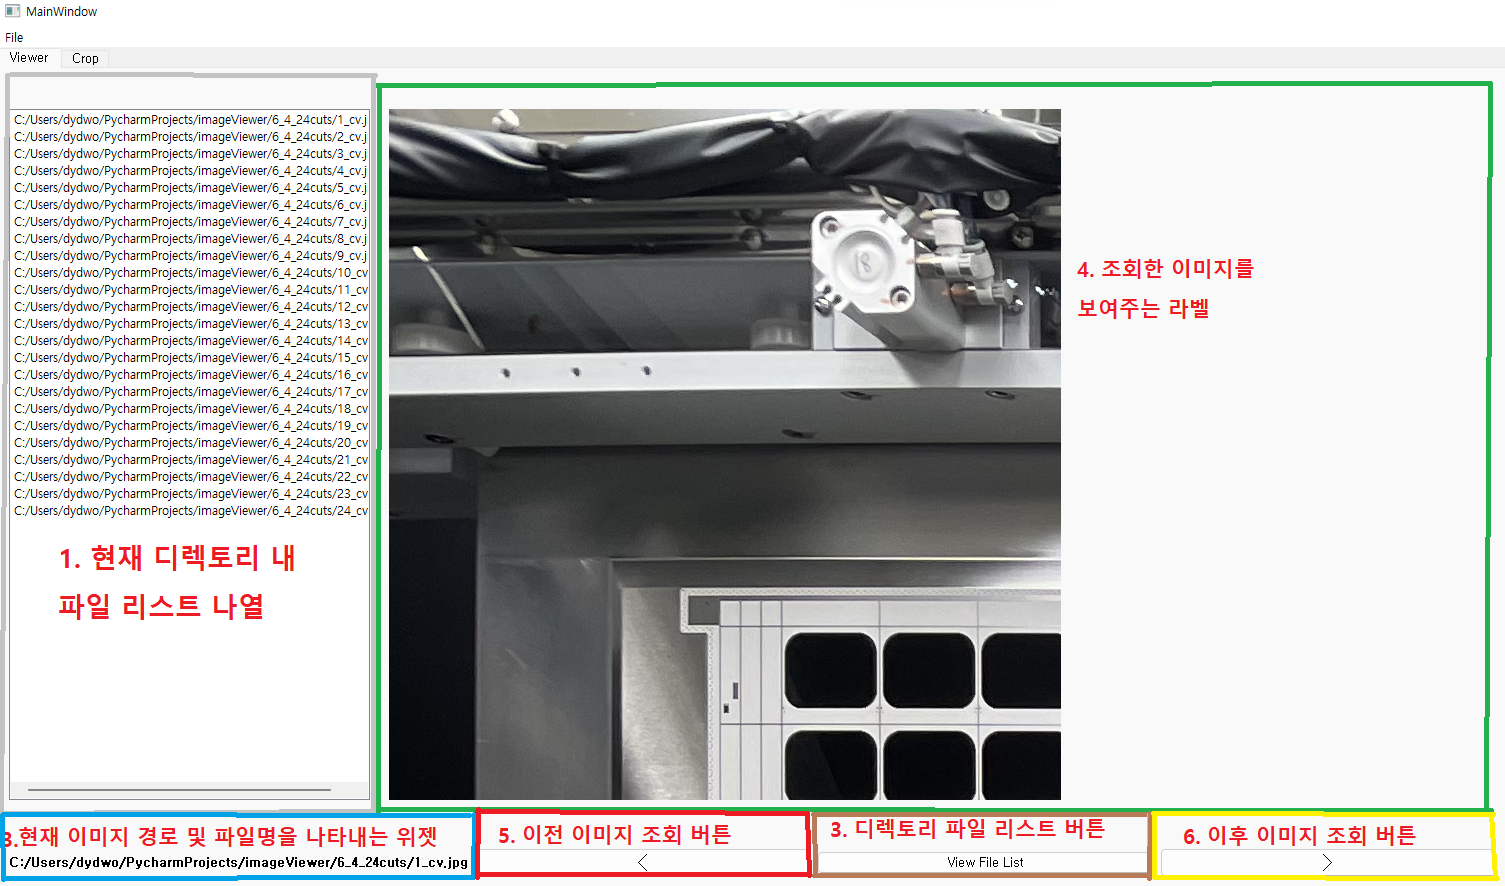 MainWindow
File
Viewer Crop
C:/Users/dydwo/PycharmProjects/imageViewer/6_4_24cuts/1_cv.j
C:/Users/dydwo/PycharmProjects/imageViewer/6_4_24cuts/2_cv.j
C:/Users/dydwo/PycharmProjects/imageViewer/6_4_24cuts/3_cv.j
C:/Users/dydwo/PycharmProjects/imageViewer/6_4_24cuts/4_cv.j
C:/Users/dydwo/PycharmProjects/imageViewer/6_4_24cuts/5_cv.j
C:/Users/dydwo/PycharmProjects/imageViewer/6_4_24cuts/6_cv.j
C:/Users/dydwo/PycharmProjects/imageViewer/6_4_24cuts/7_cv.j
C:/Users/dydwo/PycharmProjects/imageViewer/6_4_24cuts/8_cv.j
C:/Users/dydwo/PycharmProjects/imageViewer/6_4_24cuts/9_cv.j
C:/Users/dydwo/PycharmProjects/imageViewer/6_4_24cuts/10_cv
C:/Users/dydwo/PycharmProjects/imageViewer/6_4_24cuts/11_cv
C:/Users/dydwo/PycharmProjects/imageViewer/6_4_24cuts/12_cv
C:/Users/dydwo/PycharmProjects/imageViewer/6_4_24cuts/13_cv
C:/Users/dydwo/PycharmProjects/imageViewer/6_4_24cuts/14_cv
C:/Users/dydwo/PycharmProjects/imageViewer/6_4_24cuts/15_cv
C:/Users/dydwo/PycharmProjects/imageViewer/6_4_24cuts/16_cv
C:/Users/dydwo/PycharmProjects/imageViewer/6_4_24cuts/17_cv
C:/Users/dydwo/PycharmProjects/imageViewer/6_4_24cuts/18_cv
C:/Users/dydwo/PycharmProjects/imageViewer/6_4_24cuts/19_cv
C:/Users/dydwo/PycharmProjects/imageViewer/6_4_24cuts/20_cv
C:/Users/dydwo/PycharmProjects/imageViewer/6_4_24cuts/21_cv
C:/Users/dydwo/PycharmProjects/imageViewer/6_4_24cuts/22_cv
C:/Users/dydwo/PycharmProjects/imageViewer/6_4_24cuts/23_cv
C:/Users/dydwo/PycharmProjects/imageViewer/6_4_24cuts/24_cv
1. 현재 디렉토리 내
파일 리스트 나열
8
4. 조회한 이미지를
보여주는 라벨
3.현재 이미지 경로 및 파일명을 나타내는 위젯
C:/Users/dydwo/PycharmProjects/imageViewer/6_4_24cuts/1_cv.jpg
5. 이전 이미지 조회 버튼
<
3. 디렉토리 파일 리스트 버튼
View File List
6. 이후 이미지 조회 버튼
>